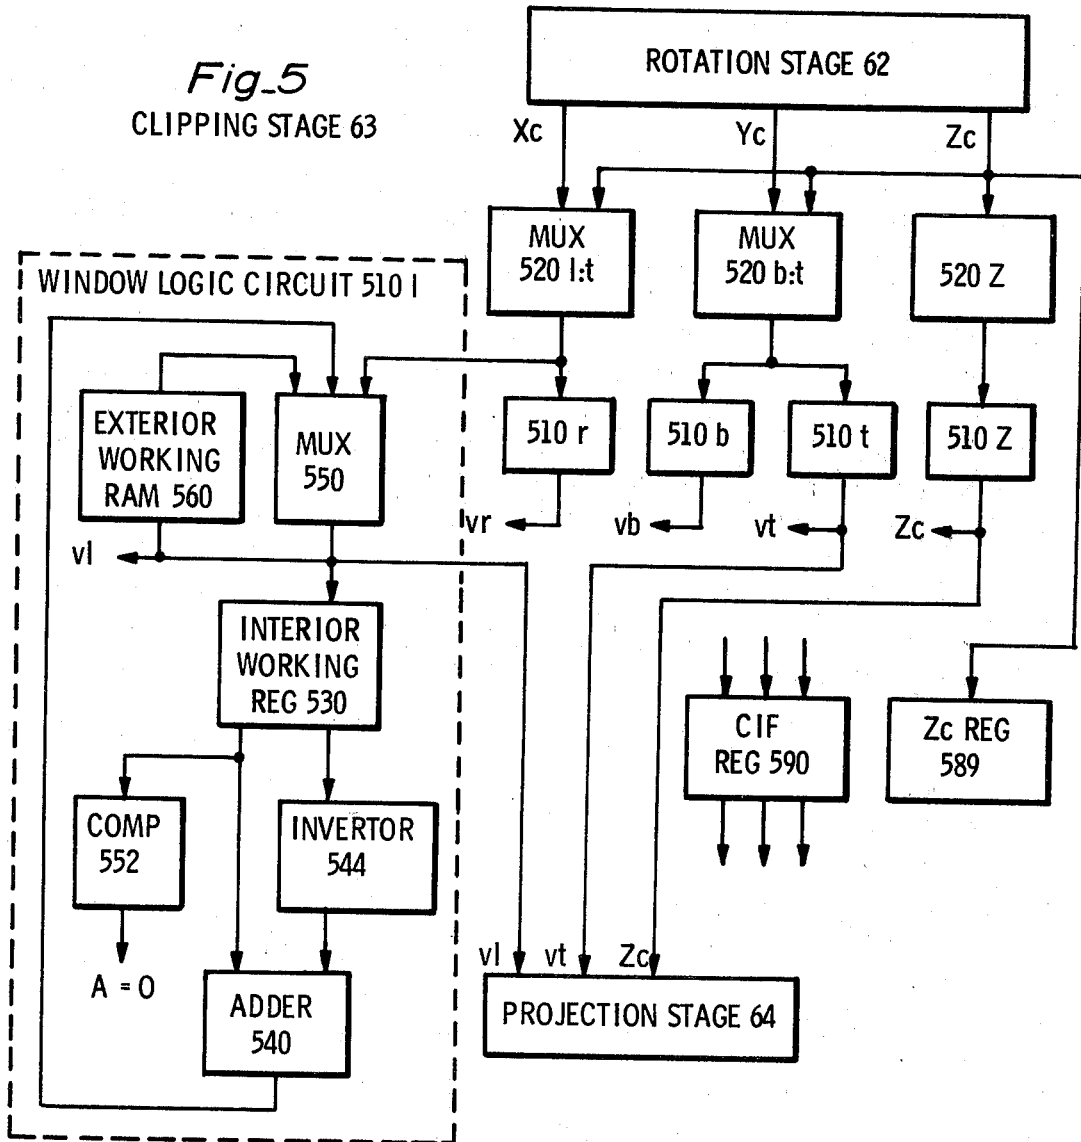 Fig_5
CLIPPING STAGE 63
ROTATION STAGE 62
Xc
Yc
Zc
MUX
520 l:t
MUX
520 b:t
520 Z
WINDOW LOGIC CIRCUIT 510 l
EXTERIOR
WORKING
RAM 560
MUX
550
510 r
510 b
510 t
510 Z
vl
vr
vb
vt
Zc
INTERIOR
WORKING
REG 530
CIF
REG 590
Zc REG
589
COMP
552
INVERTOR
544
A = 0
ADDER
540
vl
vt
Zc
PROJECTION STAGE 64